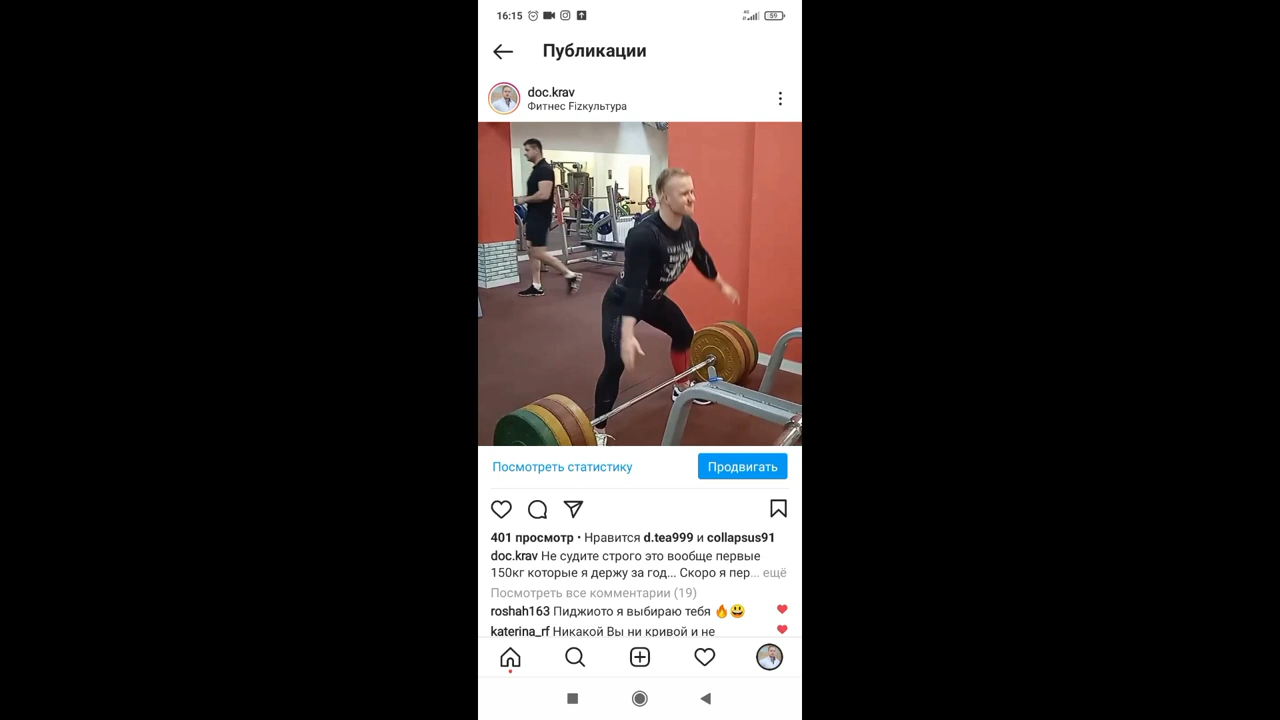 16:15
4G
59
Публикации
doc.krav
Фитнес Fizкультура
Посмотреть статистику
Продвигать
401 просмотр • Нравится d.tea999 и collapsus91
doc.krav Не судите строго это вообще первые
150кг которые я держу за год... Скоро я пер... ещё
Посмотреть все комментарии (19)
roshah163 Пиджиото я выбираю тебя 🔥😃
katerina_rf Никакой Вы ни кривой и не